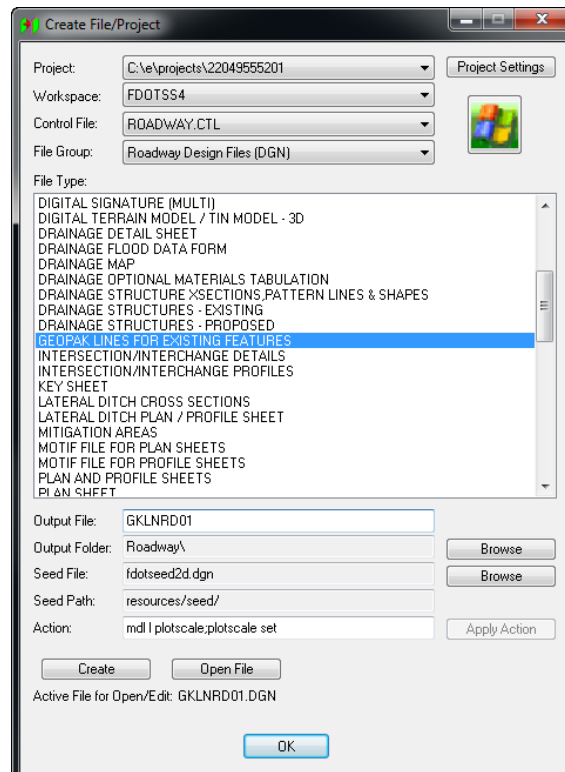 Create File/Project
Project: C:\e\projects\22049555201 Project Settings
Workspace: FDOTSS4
Control File: ROADWAY.CTL
File Group: Roadway Design Files (DGN)
File Type:
DIGITAL SIGNATURE (MULTI)
DIGITAL TERRAIN MODEL / TIN MODEL - 3D
DRAINAGE DETAIL SHEET
DRAINAGE FLOOD DATA FORM
DRAINAGE MAP
DRAINAGE OPTIONAL MATERIALS TABULATION
DRAINAGE STRUCTURE XSECTIONS,PATTERN LINES & SHAPES
DRAINAGE STRUCTURES - EXISTING
DRAINAGE STRUCTURES - PROPOSED
GEOPAK LINES FOR EXISTING FEATURES
INTERSECTION/INTERCHANGE DETAILS
INTERSECTION/INTERCHANGE PROFILES
KEY SHEET
LATERAL DITCH CROSS SECTIONS
LATERAL DITCH PLAN / PROFILE SHEET
MITIGATION AREAS
MOTIF FILE FOR PLAN SHEETS
MOTIF FILE FOR PROFILE SHEETS
PLAN AND PROFILE SHEETS
PLAN SHEET
Output File: GKLNRD01
Output Folder: Roadway\ Browse
Seed File: fdotseed2d.dgn Browse
Seed Path: resources/seed/
Action: mdl l plotscale;plotscale set Apply Action
Create Open File
Active File for Open/Edit: GKLNRD01.DGN
OK